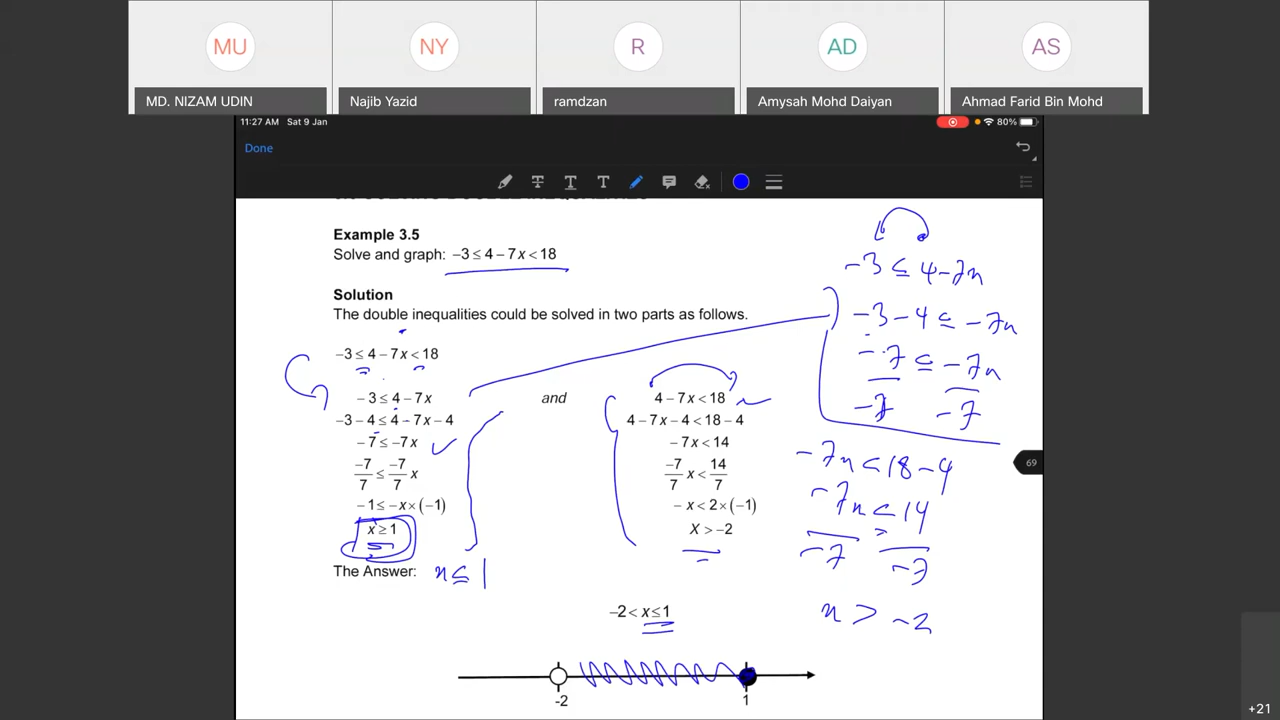 MU NY R AD AS
MD. NIZAM UDIN Najib Yazid ramdzan Amysah Mohd Daiyan Ahmad Farid Bin Mohd
11:27 AM Sat 9 Jan 80%
Done
T T T
Example 3.5
Solve and graph: −3 ≤ 4 − 7x < 18
Solution
The double inequalities could be solved in two parts as follows.
−3 ≤ 4 − 7x < 18
−3 ≤ 4 − 7x and 4 − 7x < 18
−3 − 4 ≤ 4 − 7x − 4 4 − 7x − 4 < 18 − 4
−7 ≤ −7x −7x < 14
−7/7 ≤ −7/7 x −7/7 x < 14/7
−1 ≤ −x × (−1) −x < 2 × (−1)
x ≥ 1 X > −2
The Answer: x ≤ 1
−2 < x ≤ 1
-2 1
−3 ≤ 4 − 7x
−3 − 4 ≤ −7x
−7 ≤ −7x
−7 −7
−7x < 18 − 4
−7x < 14
−7 > −7
x > −2
69
+21